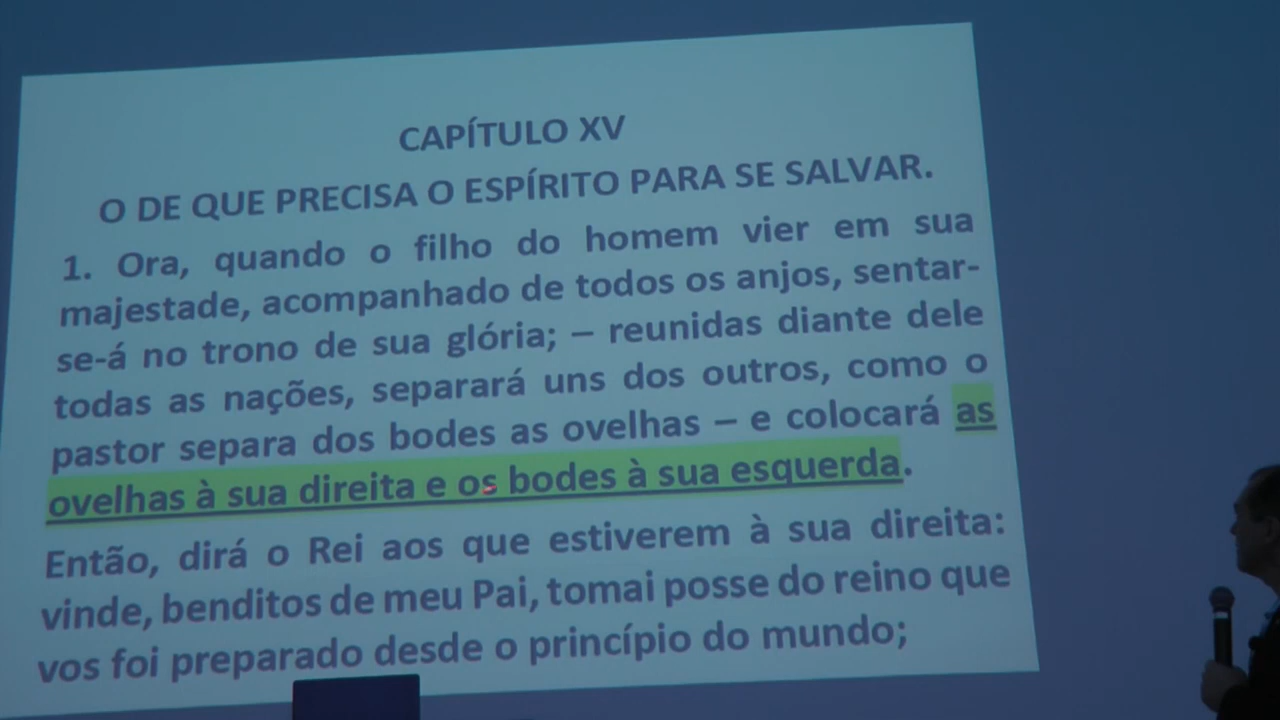 CAPÍTULO XV
O DE QUE PRECISA O ESPÍRITO PARA SE SALVAR.
1. Ora, quando o filho do homem vier em sua
majestade, acompanhado de todos os anjos, sentar-
se-á no trono de sua glória; – reunidas diante dele
todas as nações, separará uns dos outros, como o
pastor separa dos bodes as ovelhas – e colocará as
ovelhas à sua direita e os bodes à sua esquerda.
Então, dirá o Rei aos que estiverem à sua direita:
vinde, benditos de meu Pai, tomai posse do reino que
vos foi preparado desde o princípio do mundo;